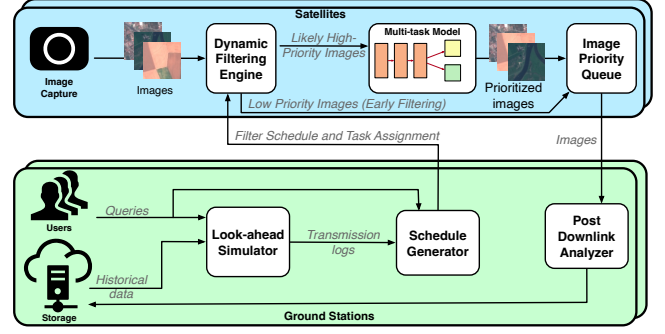 Satellites
Image
Capture
Images
Dynamic
Filtering
Engine
Likely High-
Priority Images
Multi-task Model
Prioritized
images
Image
Priority
Queue
Low Priority Images (Early Filtering)
Filter Schedule and Task Assignment
Images
Users
Queries
Look-ahead
Simulator
Transmission
logs
Schedule
Generator
Post
Downlink
Analyzer
Historical
data
Storage
Ground Stations